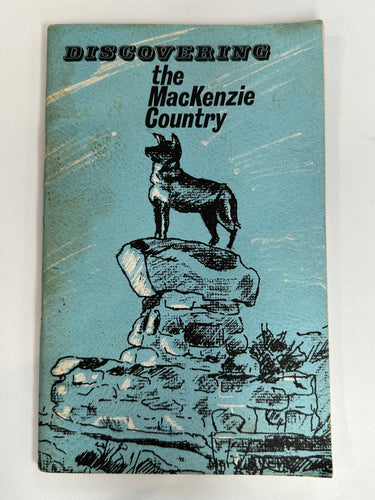 DISCOVERING
the
MacKenzie
Country